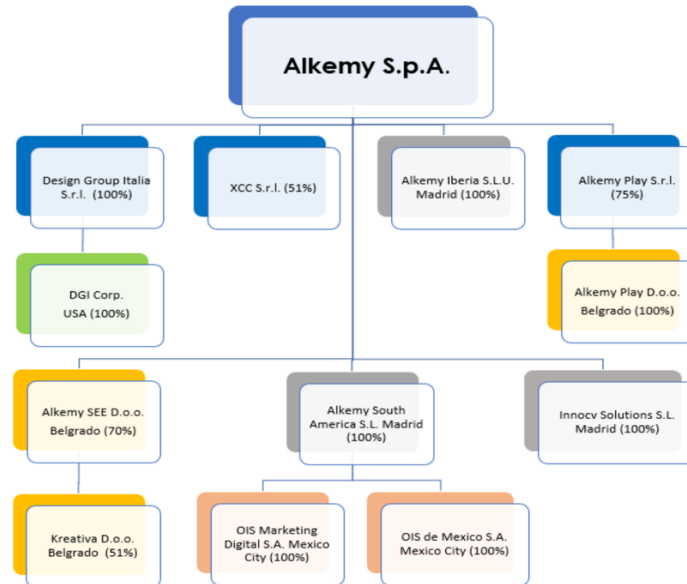 Alkemy S.p.A.
Design Group Italia
S.r.l. (100%)
XCC S.r.l. (51%)
Alkemy Iberia S.L.U.
Madrid (100%)
Alkemy Play S.r.l.
(75%)
DGI Corp.
USA (100%)
Alkemy Play D.o.o.
Belgrado (100%)
Alkemy SEE D.o.o.
Belgrado (70%)
Alkemy South
America S.L. Madrid
(100%)
Innocv Solutions S.L.
Madrid (100%)
Kreativa D.o.o.
Belgrado (51%)
OIS Marketing
Digital S.A. Mexico
City (100%)
OIS de Mexico S.A.
Mexico City (100%)